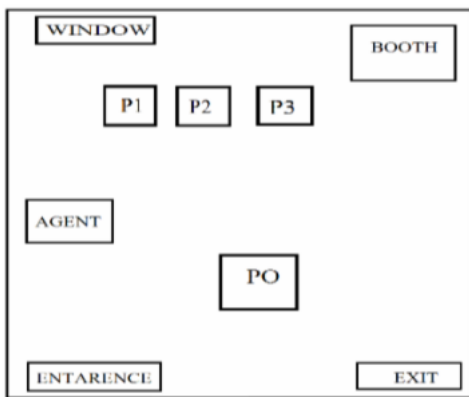 WINDOW
BOOTH
P1
P2
P3
AGENT
PO
ENTARENCE
EXIT